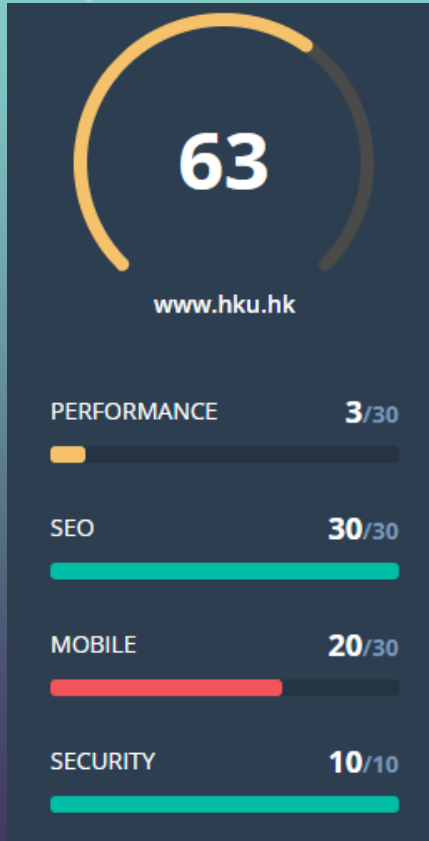 63
www.hku.hk
PERFORMANCE 3/30
SEO 30/30
MOBILE 20/30
SECURITY 10/10